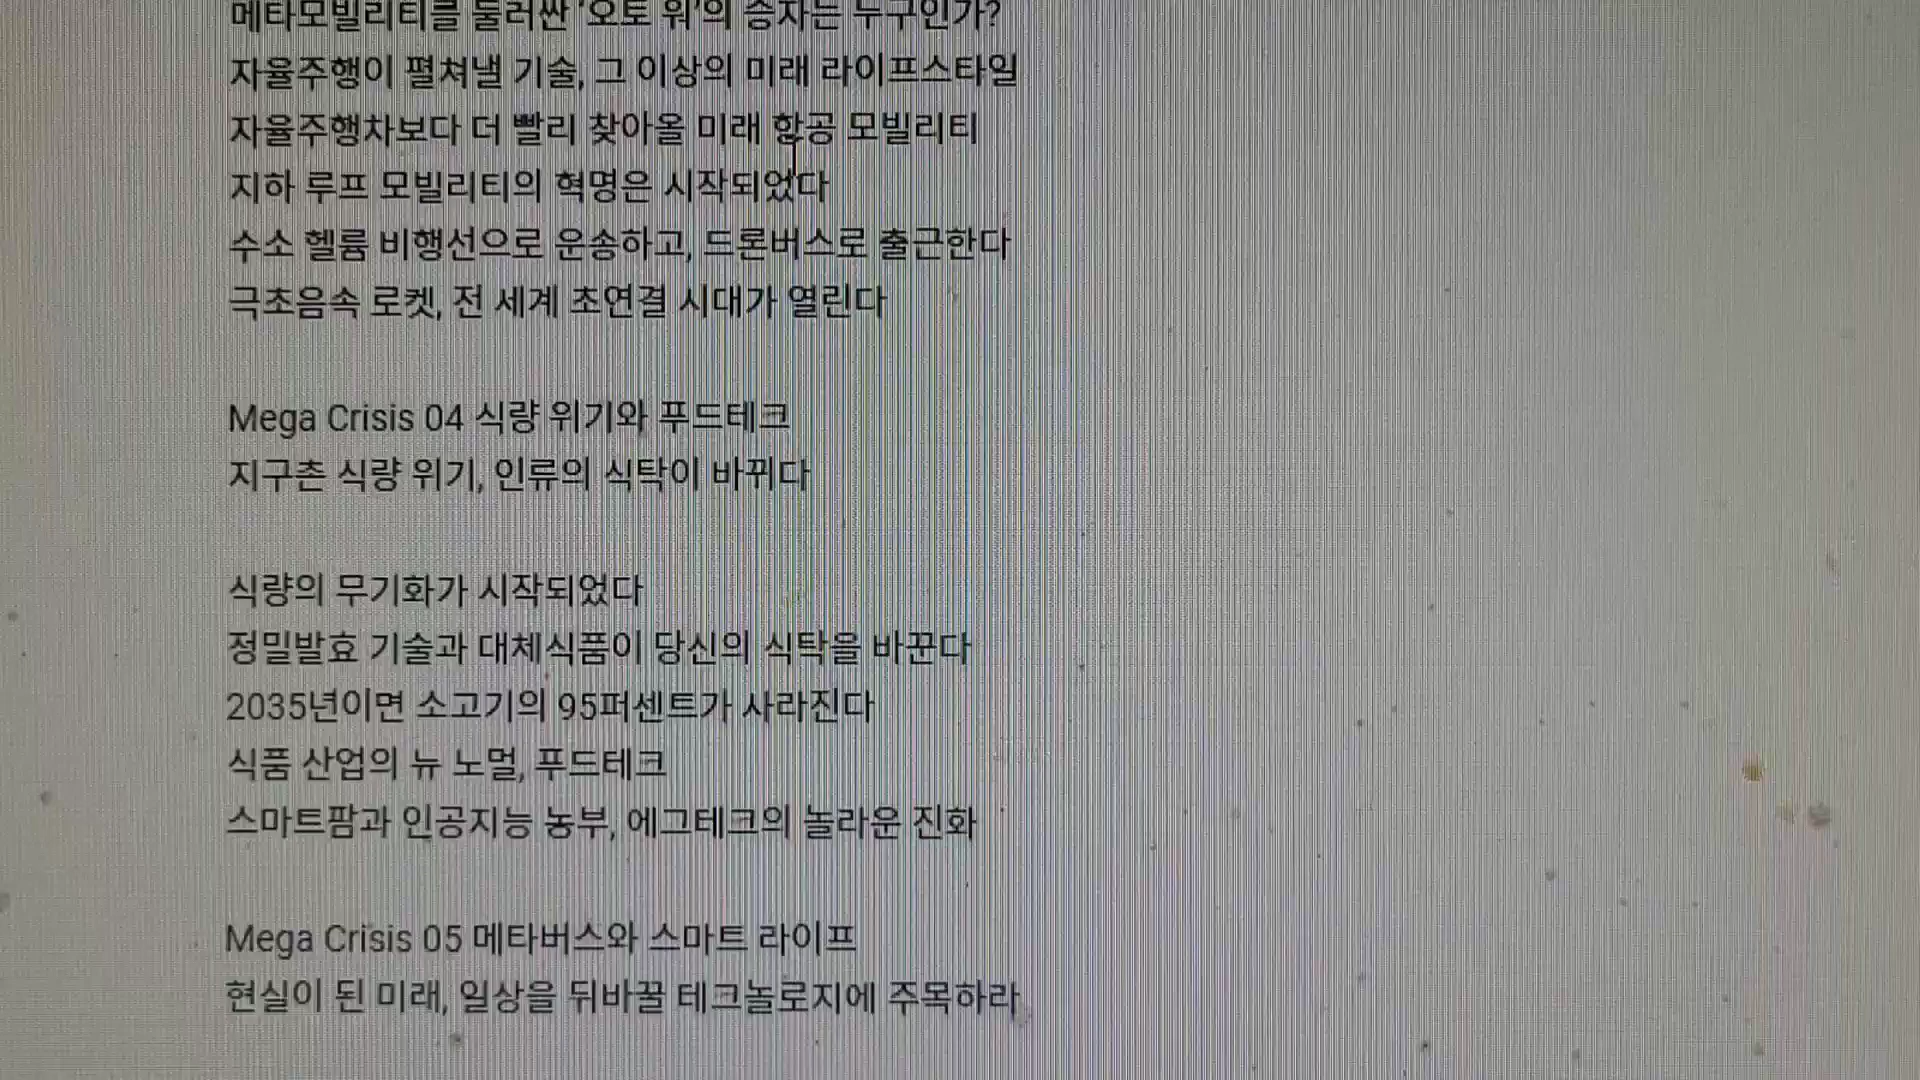 메타모빌리티를 둘러싼 '오토 워'의 승자는 누구인가?
자율주행이 펼쳐낼 기술, 그 이상의 미래 라이프스타일
자율주행차보다 더 빨리 찾아올 미래 항공 모빌리티
지하 루프 모빌리티의 혁명은 시작되었다
수소 헬륨 비행선으로 운송하고, 드론버스로 출근한다
극초음속 로켓, 전 세계 초연결 시대가 열린다
Mega Crisis 04 식량 위기와 푸드테크
지구촌 식량 위기, 인류의 식탁이 바뀌다
식량의 무기화가 시작되었다
정밀발효 기술과 대체식품이 당신의 식탁을 바꾼다
2035년이면 소고기의 95퍼센트가 사라진다
식품 산업의 뉴 노멀, 푸드테크
스마트팜과 인공지능 농부, 에그테크의 놀라운 진화
Mega Crisis 05 메타버스와 스마트 라이프
현실이 된 미래, 일상을 뒤바꿀 테크놀로지에 주목하라